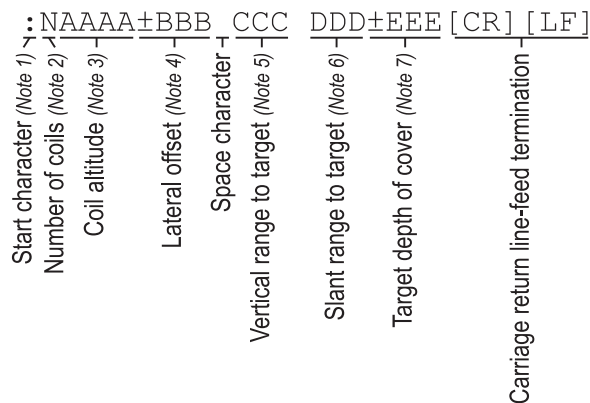 :NAAAA±BBB CCC DDD±EEE[CR][LF]
Start character (Note 1)
Number of coils (Note 2)
Coil altitude (Note 3)
Lateral offset (Note 4)
Space character
Vertical range to target (Note 5)
Slant range to target (Note 6)
Target depth of cover (Note 7)
Carriage return line-feed termination